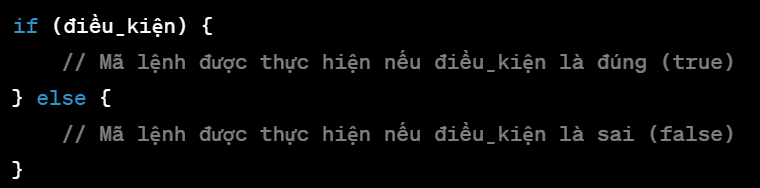 if (điều_kiện) {
// Mã lệnh được thực hiện nếu điều_kiện là đúng (true)
} else {
// Mã lệnh được thực hiện nếu điều_kiện là sai (false)
}